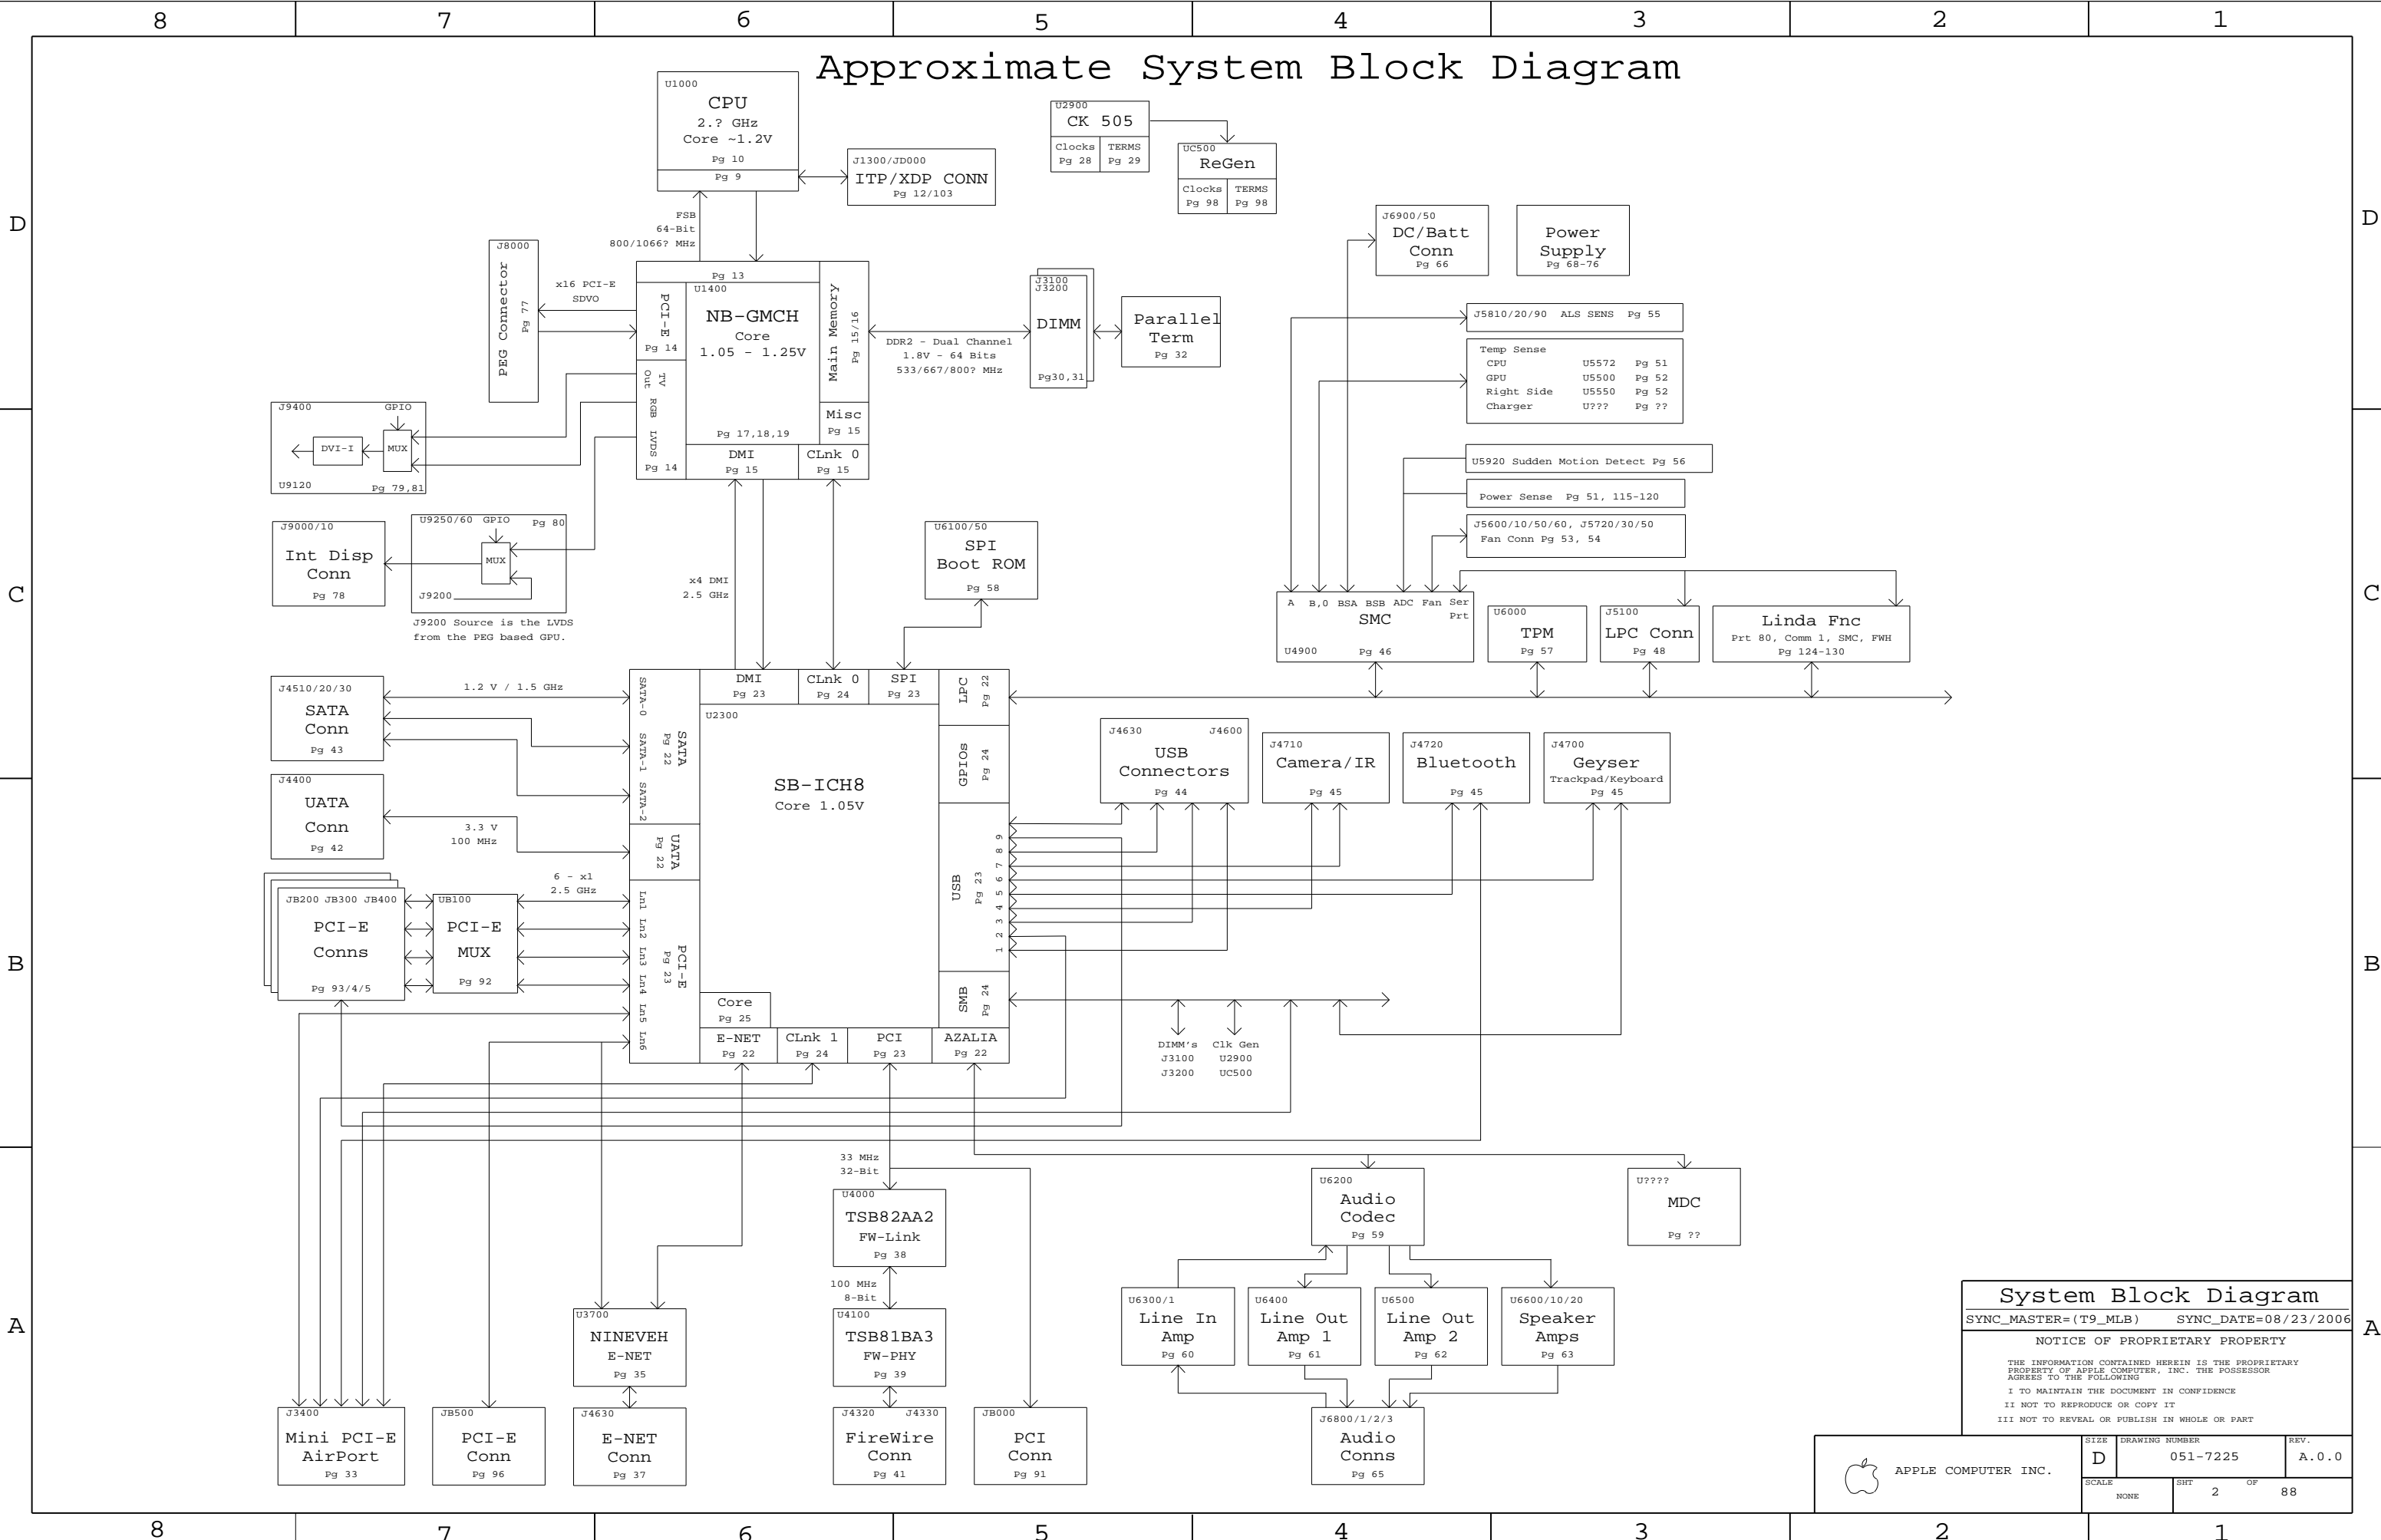 8 7 6 5 4 3 2 1
Approximate System Block Diagram
D
D
C
C
B
B
A
A
U1000
CPU
2.? GHz
Core ~1.2V
Pg 10
Pg 9
J1300/JD000
ITP/XDP CONN
Pg 12/103
U2900
CK 505
Clocks TERMS
Pg 28 Pg 29
UC500
ReGen
Clocks TERMS
Pg 98 Pg 98
FSB
64-Bit
800/1066? MHz
J8000
PEG Connector
Pg 77
x16 PCI-E
SDVO
Pg 13
U1400
NB-GMCH
Core
1.05 - 1.25V
Pg 17,18,19
PCI-E
Pg 14
TV
Out
RGB
LVDS
Pg 14
Main Memory
Pg 15/16
Misc
Pg 15
DMI
Pg 15
CLnk 0
Pg 15
DDR2 - Dual Channel
1.8V - 64 Bits
533/667/800? MHz
J3100
J3200
DIMM
Pg30,31
Parallel
Term
Pg 32
J6900/50
DC/Batt
Conn
Pg 66
Power
Supply
Pg 68-76
J5810/20/90 ALS SENS Pg 55
Temp Sense
CPU U5572 Pg 51
GPU U5500 Pg 52
Right Side U5550 Pg 52
Charger U??? Pg ??
U5920 Sudden Motion Detect Pg 56
Power Sense Pg 51, 115-120
J5600/10/50/60, J5720/30/50
Fan Conn Pg 53, 54
J9400
GPIO
DVI-I
MUX
U9120
Pg 79,81
J9000/10
Int Disp
Conn
Pg 78
U9250/60 GPIO Pg 80
MUX
J9200
J9200 Source is the LVDS
from the PEG based GPU.
x4 DMI
2.5 GHz
U6100/50
SPI
Boot ROM
Pg 58
A B,0 BSA BSB ADC Fan Ser
Prt
SMC
U4900
Pg 46
U6000
TPM
Pg 57
J5100
LPC Conn
Pg 48
Linda Fnc
Prt 80, Comm 1, SMC, FWH
Pg 124-130
J4510/20/30
SATA
Conn
Pg 43
1.2 V / 1.5 GHz
J4400
UATA
Conn
Pg 42
3.3 V
100 MHz
SATA-0
SATA-1
SATA-2
SATA
Pg 22
UATA
Pg 22
DMI
Pg 23
CLnk 0
Pg 24
SPI
Pg 23
LPC
Pg 22
U2300
SB-ICH8
Core 1.05V
GPIOs
Pg 24
USB
Pg 23
9
8
7
6
5
4
3
2
1
SMB
Pg 24
PCI-E
Pg 23
Ln1
Ln2
Ln3
Ln4
Ln5
Ln6
Core
Pg 25
E-NET
Pg 22
CLnk 1
Pg 24
PCI
Pg 23
AZALIA
Pg 22
J4630 J4600
USB
Connectors
Pg 44
J4710
Camera/IR
Pg 45
J4720
Bluetooth
Pg 45
J4700
Geyser
Trackpad/Keyboard
Pg 45
JB200 JB300 JB400
PCI-E
Conns
Pg 93/4/5
UB100
PCI-E
MUX
Pg 92
6 - x1
2.5 GHz
DIMM's
J3100
J3200
Clk Gen
U2900
UC500
33 MHz
32-Bit
U4000
TSB82AA2
FW-Link
Pg 38
100 MHz
8-Bit
U4100
TSB81BA3
FW-PHY
Pg 39
J4320 J4330
FireWire
Conn
Pg 41
U3700
NINEVEH
E-NET
Pg 35
J4630
E-NET
Conn
Pg 37
J3400
Mini PCI-E
AirPort
Pg 33
JB500
PCI-E
Conn
Pg 96
JB000
PCI
Conn
Pg 91
U6200
Audio
Codec
Pg 59
U????
MDC
Pg ??
U6300/1
Line In
Amp
Pg 60
U6400
Line Out
Amp 1
Pg 61
U6500
Line Out
Amp 2
Pg 62
U6600/10/20
Speaker
Amps
Pg 63
J6800/1/2/3
Audio
Conns
Pg 65
System Block Diagram
SYNC_MASTER=(T9_MLB) SYNC_DATE=08/23/2006
NOTICE OF PROPRIETARY PROPERTY
THE INFORMATION CONTAINED HEREIN IS THE PROPRIETARY
PROPERTY OF APPLE COMPUTER, INC. THE POSSESSOR
AGREES TO THE FOLLOWING
I TO MAINTAIN THE DOCUMENT IN CONFIDENCE
II NOT TO REPRODUCE OR COPY IT
III NOT TO REVEAL OR PUBLISH IN WHOLE OR PART
APPLE COMPUTER INC.
SIZE
D
DRAWING NUMBER
051-7225
REV.
A.0.0
SCALE
NONE
SHT
2
OF
88
8 7 6 5 4 3 2 1